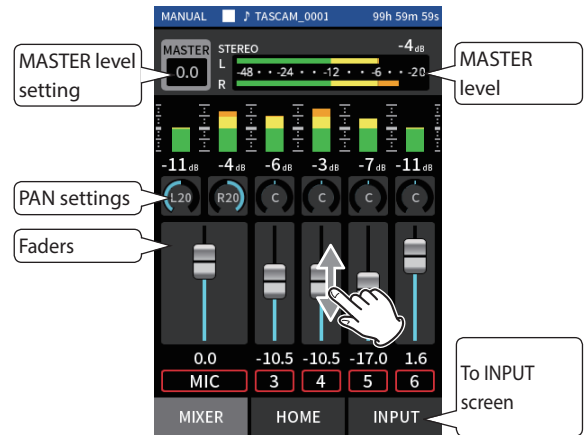 MANUAL ♪ TASCAM_0001 99h 59m 59s
MASTER level
setting
MASTER
0.0
STEREO
-4dB
L
-48 · · -24 · · -12 · · -6 · · -20
R
MASTER
level
-11dB -4dB -6dB -3dB -7dB -11dB
PAN settings
L20 R20 C C C C
Faders
0.0 -10.5 -10.5 -17.0 1.6
MIC 3 4 5 6
To INPUT
screen
MIXER HOME INPUT